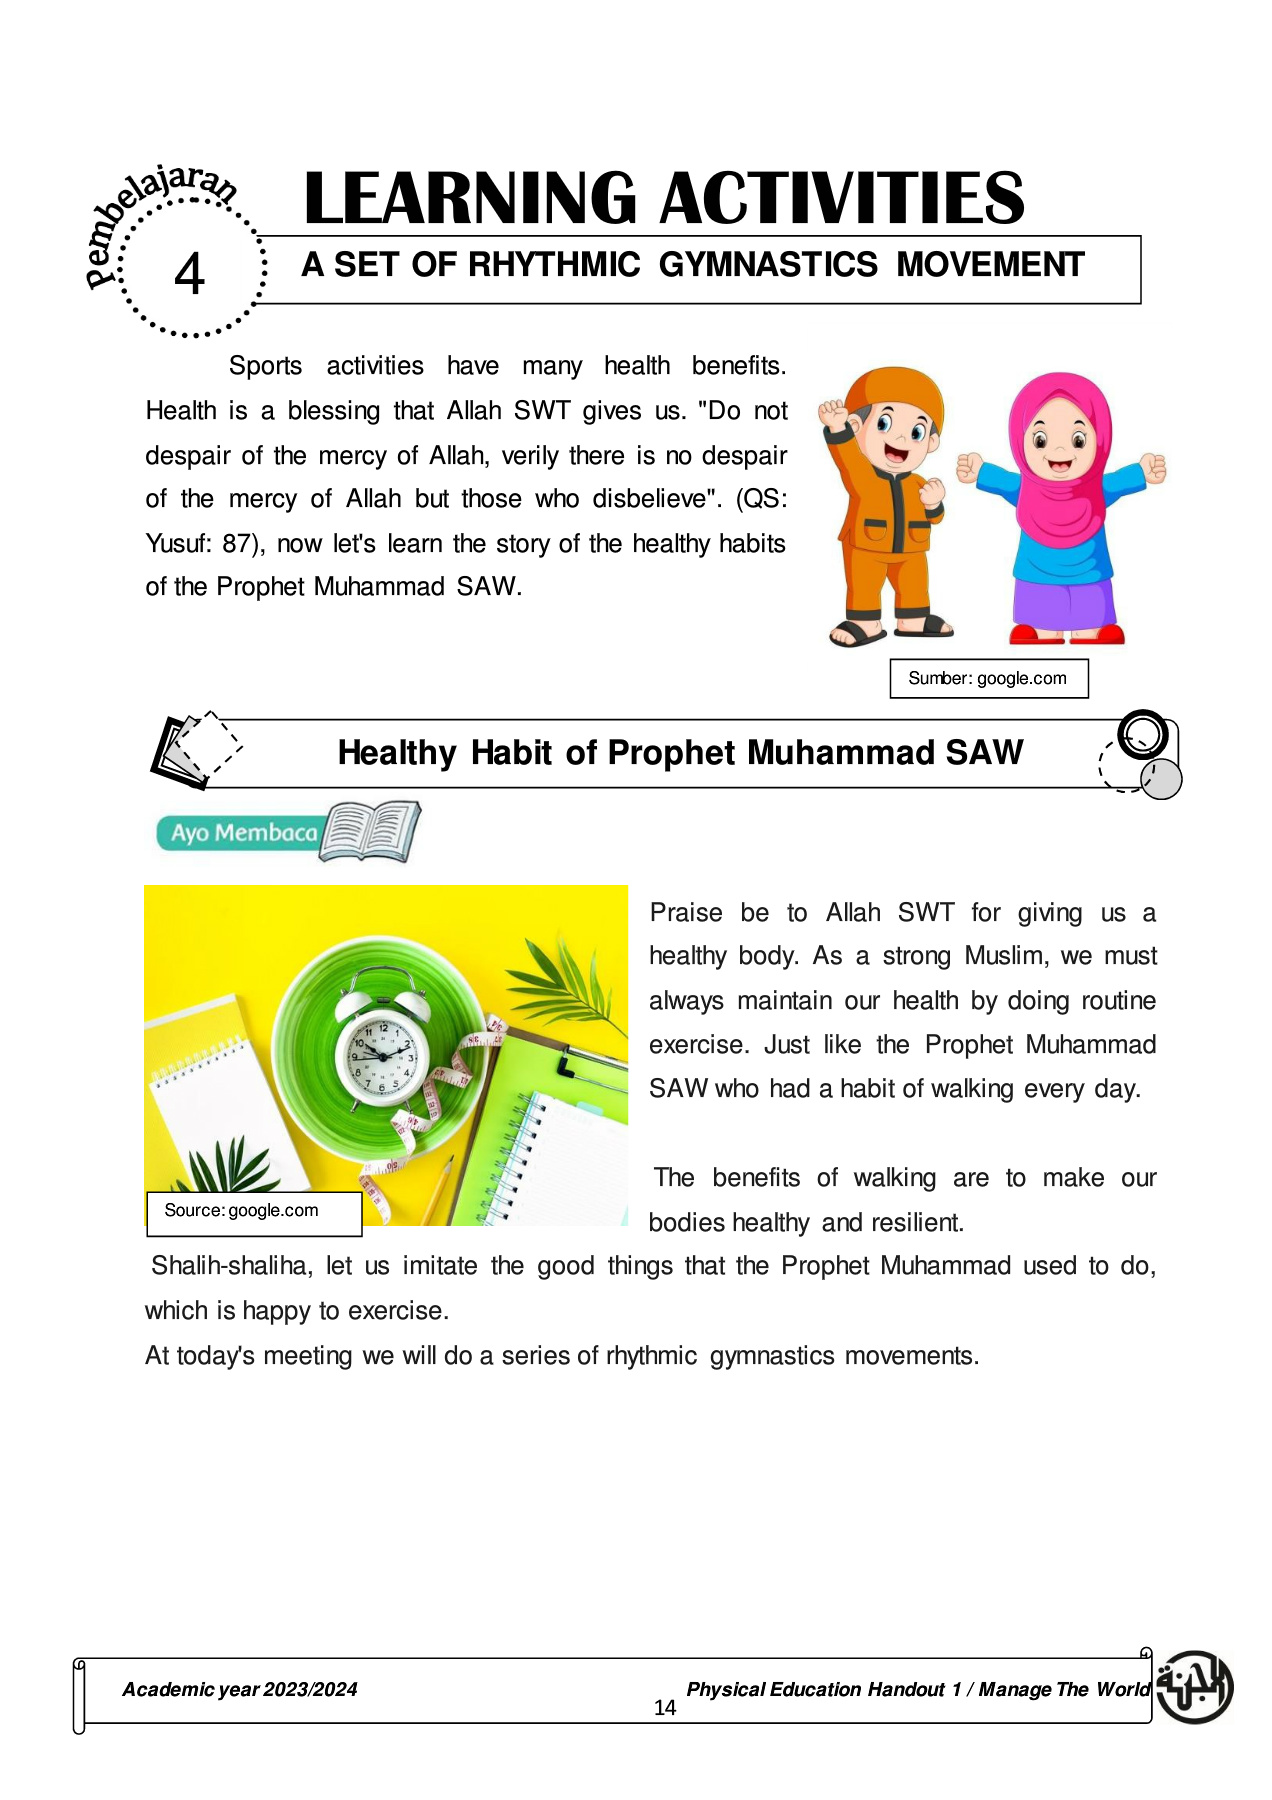 Pembelajaran
4
LEARNING ACTIVITIES
A SET OF RHYTHMIC GYMNASTICS MOVEMENT
Sports activities have many health benefits.
Health is a blessing that Allah SWT gives us. "Do not
despair of the mercy of Allah, verily there is no despair
of the mercy of Allah but those who disbelieve". (QS:
Yusuf: 87), now let's learn the story of the healthy habits
of the Prophet Muhammad SAW.
Sumber: google.com
Healthy Habit of Prophet Muhammad SAW
Ayo Membaca
Praise be to Allah SWT for giving us a
healthy body. As a strong Muslim, we must
always maintain our health by doing routine
exercise. Just like the Prophet Muhammad
SAW who had a habit of walking every day.
The benefits of walking are to make our
bodies healthy and resilient.
Source: google.com
Shalih-shaliha, let us imitate the good things that the Prophet Muhammad used to do,
which is happy to exercise.
At today's meeting we will do a series of rhythmic gymnastics movements.
Academic year 2023/2024
Physical Education Handout 1 / Manage The World
14